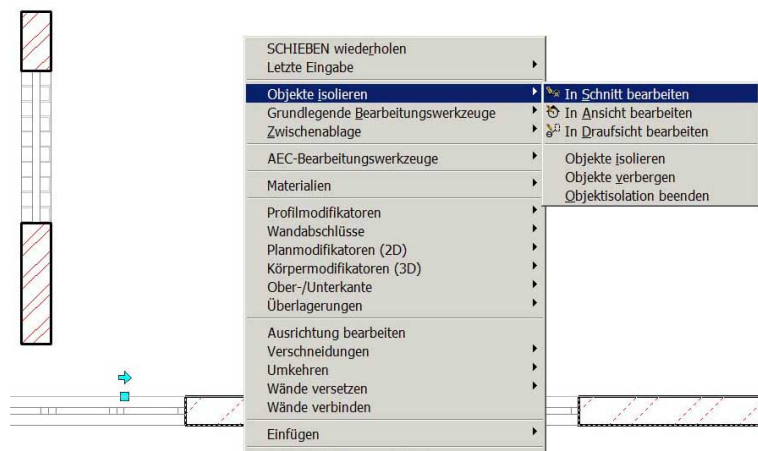 SCHIEBEN wiederholen
Letzte Eingabe
Objekte isolieren
Grundlegende Bearbeitungswerkzeuge
Zwischenablage
AEC-Bearbeitungswerkzeuge
Materialien
Profilmodifikatoren
Wandabschlüsse
Planmodifikatoren (2D)
Körpermodifikatoren (3D)
Ober-/Unterkante
Überlagerungen
Ausrichtung bearbeiten
Verschneidungen
Umkehren
Wände versetzen
Wände verbinden
Einfügen
In Schnitt bearbeiten
In Ansicht bearbeiten
In Draufsicht bearbeiten
Objekte isolieren
Objekte verbergen
Objektisolation beenden